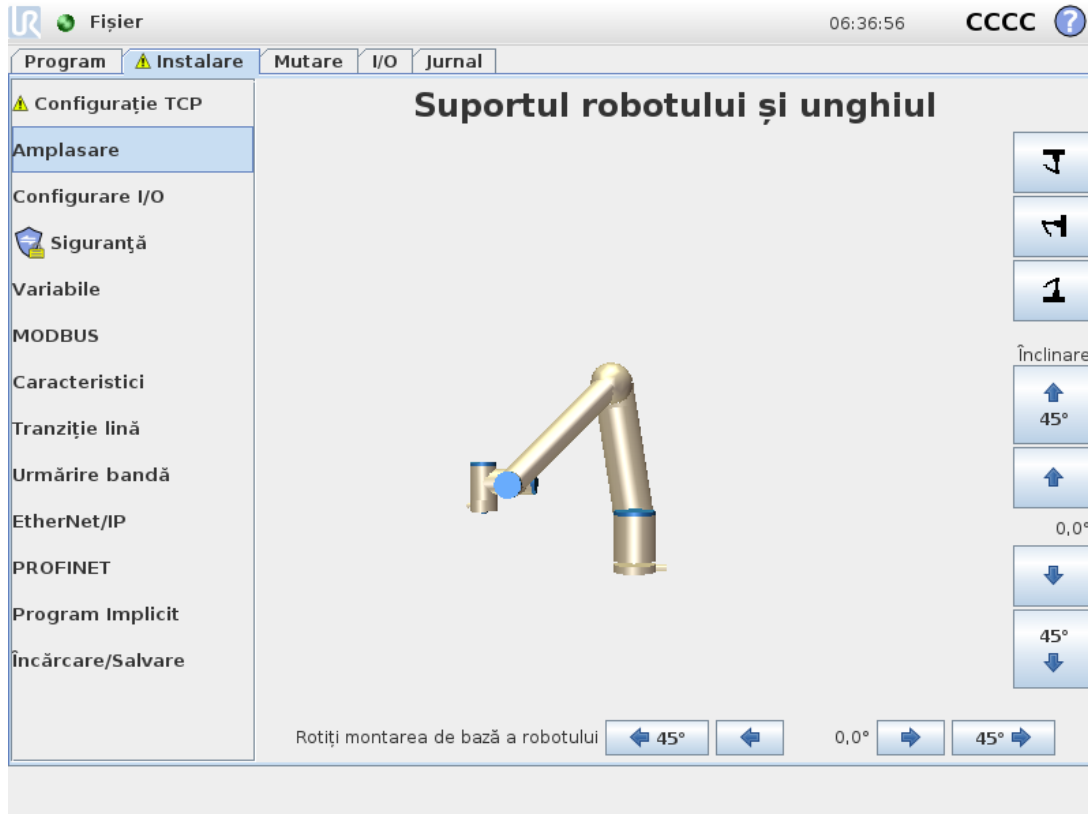 UR Fișier 06:36:56 CCCC ?
Program Instalare Mutare I/O Jurnal
Configurație TCP
Amplasare
Configurare I/O
Siguranță
Variabile
MODBUS
Caracteristici
Tranziție lină
Urmărire bandă
EtherNet/IP
PROFINET
Program Implicit
Încărcare/Salvare
Suportul robotului și unghiul
Înclinare
45°
0,0°
45°
Rotiți montarea de bază a robotului 45° 0,0° 45°